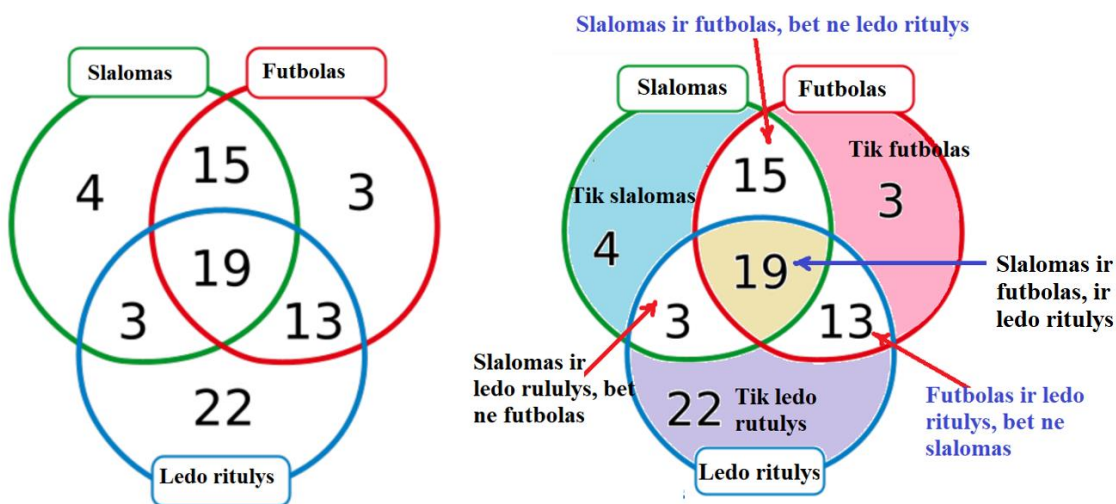 Slalomas
Futbolas
15
4
3
19
3
13
22
Ledo ritulys
Slalomas ir futbolas, bet ne ledo ritulys
Slalomas
Futbolas
Tik futbolas
15
3
Tik slalomas
4
19
Slalomas ir
futbolas, ir
ledo ritulys
3
13
Slalomas ir
ledo rululys, bet
ne futbolas
22
Tik ledo
rutulys
Futbolas ir ledo
ritulys, bet ne
slalomas
Ledo ritulys